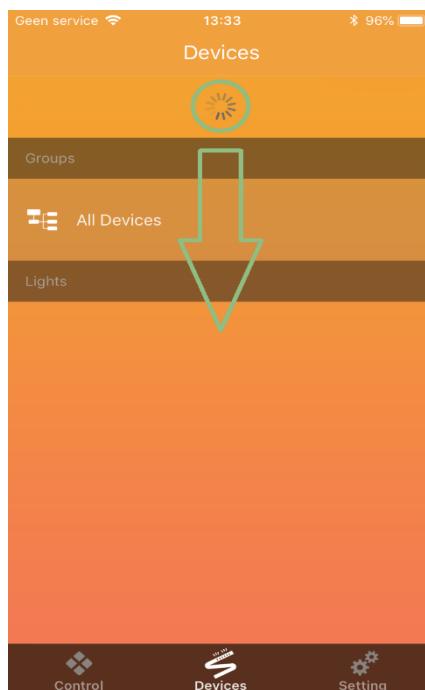 Geen service 13:33 96%
Devices
Groups
All Devices
Lights
Control Devices Setting